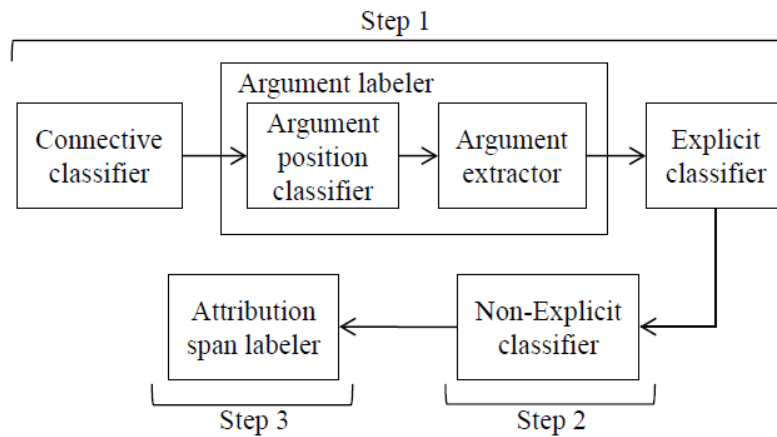 Step 1
Argument labeler
Connective
classifier
Argument
position
classifier
Argument
extractor
Explicit
classifier
Attribution
span labeler
Non-Explicit
classifier
Step 3
Step 2